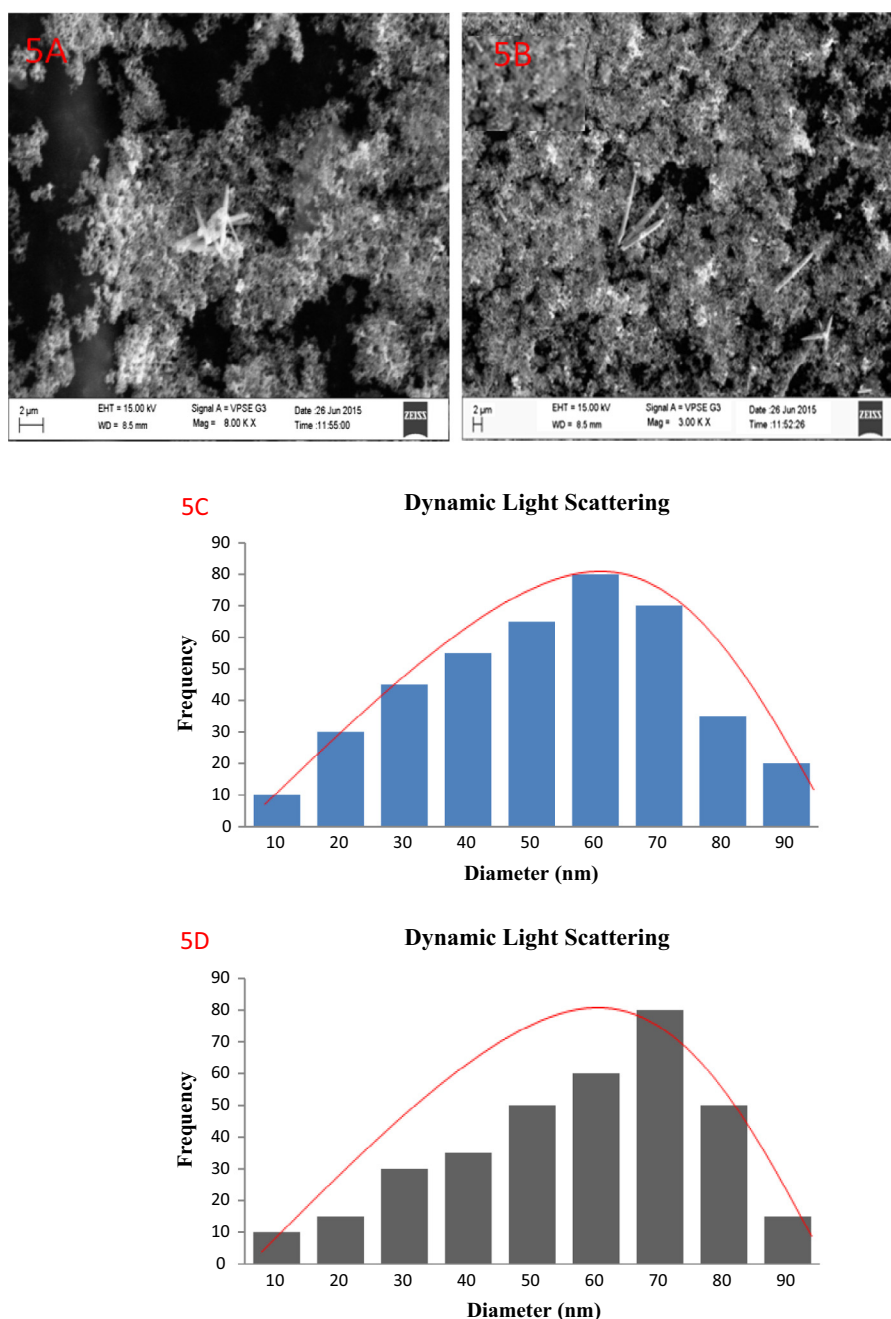 5A
5B
2 µm
EHT = 15.00 kV
WD = 8.5 mm
Signal A = VPSE G3
Mag = 8.00 K X
Date :26 Jun 2015
Time :11:55:00
ZEISS
2 µm
EHT = 15.00 kV
WD = 8.5 mm
Signal A = VPSE G3
Mag = 3.00 K X
Date :26 Jun 2015
Time :11:52:26
ZEISS
5C
Dynamic Light Scattering
90
80
70
60
50
40
30
20
10
0
Frequency
10 20 30 40 50 60 70 80 90
Diameter (nm)
5D
Dynamic Light Scattering
90
80
70
60
50
40
30
20
10
0
Frequency
10 20 30 40 50 60 70 80 90
Diameter (nm)